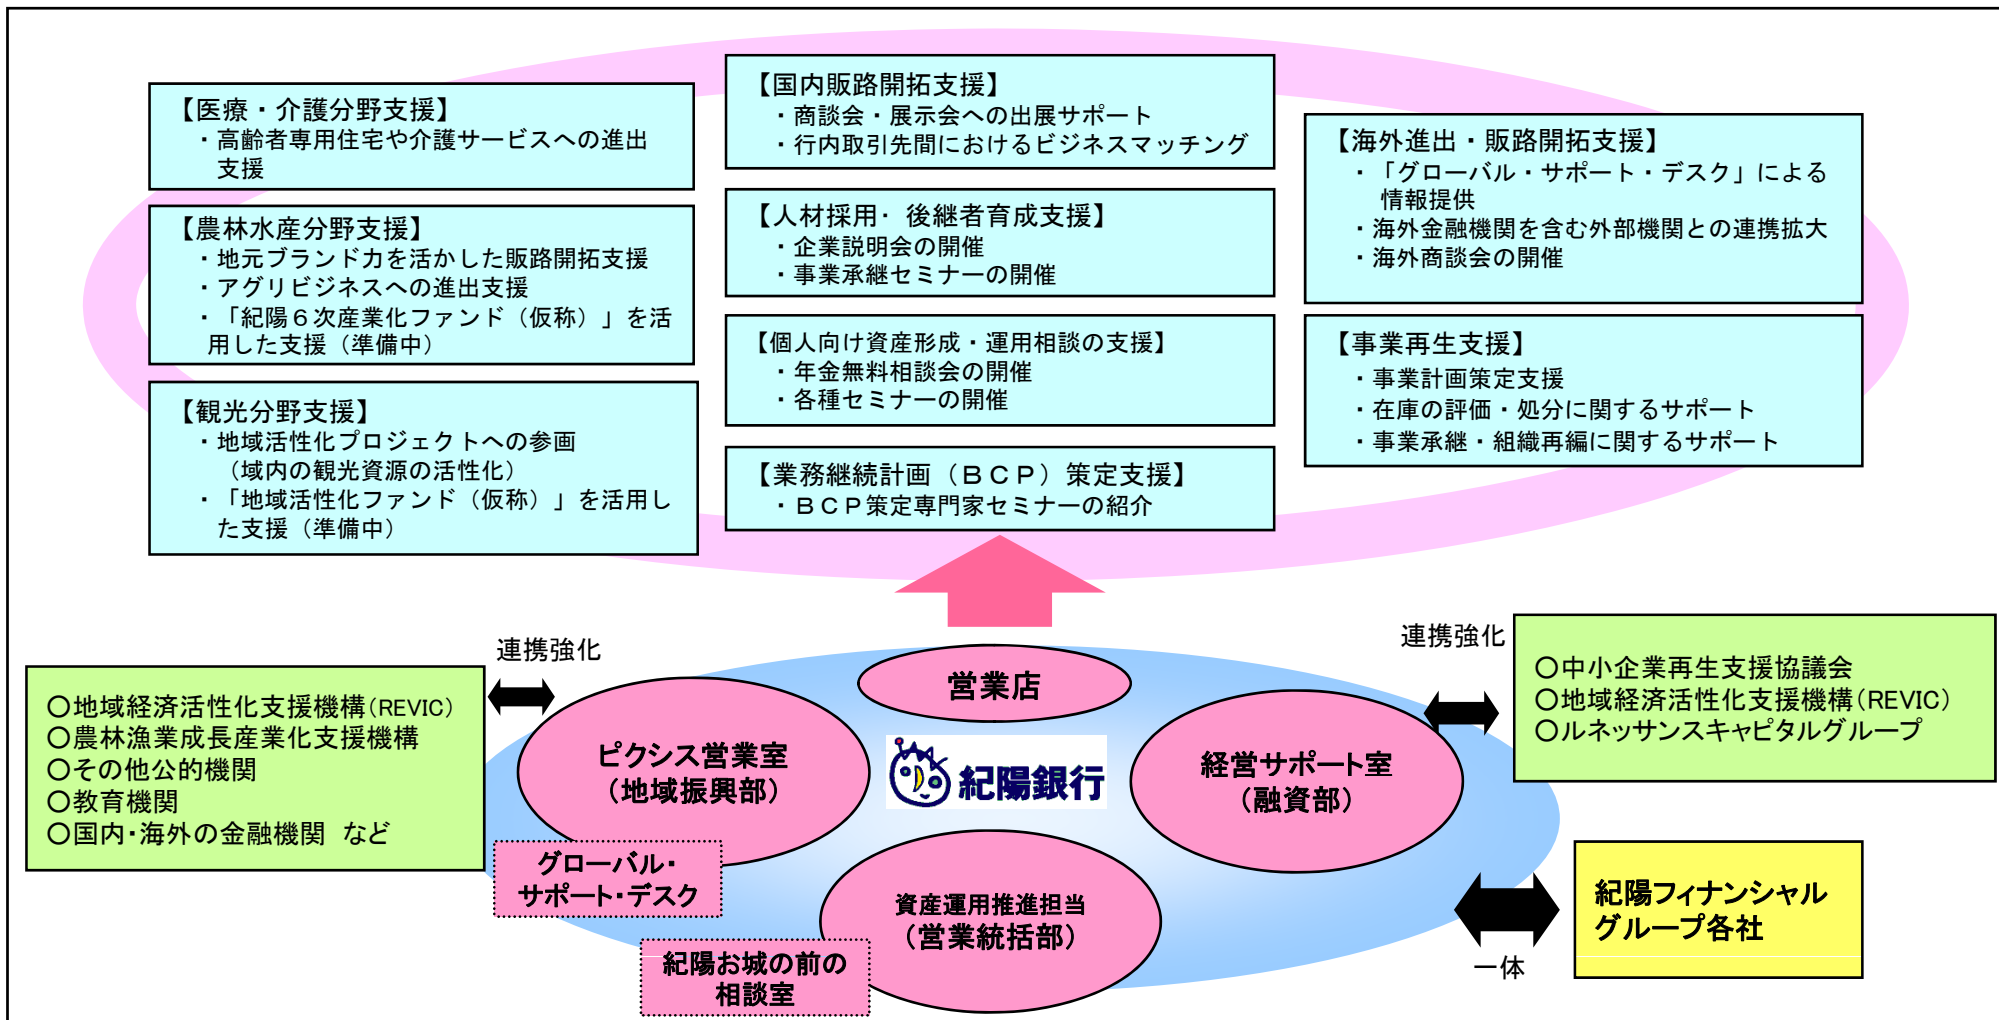 【医療・介護分野支援】
・高齢者専用住宅や介護サービスへの進出
支援
【農林水産分野支援】
・地元ブランド力を活かした販路開拓支援
・アグリビジネスへの進出支援
・「紀陽６次産業化ファンド（仮称）」を活
用した支援（準備中）
【観光分野支援】
・地域活性化プロジェクトへの参画
（域内の観光資源の活性化）
・「地域活性化ファンド（仮称）」を活用し
た支援（準備中）
【国内販路開拓支援】
・商談会・展示会への出展サポート
・行内取引先間におけるビジネスマッチング
【人材採用・後継者育成支援】
・企業説明会の開催
・事業承継セミナーの開催
【個人向け資産形成・運用相談の支援】
・年金無料相談会の開催
・各種セミナーの開催
【業務継続計画（ＢＣＰ）策定支援】
・ＢＣＰ策定専門家セミナーの紹介
【海外進出・販路開拓支援】
・「グローバル・サポート・デスク」による
情報提供
・海外金融機関を含む外部機関との連携拡大
・海外商談会の開催
【事業再生支援】
・事業計画策定支援
・在庫の評価・処分に関するサポート
・事業承継・組織再編に関するサポート
連携強化
○地域経済活性化支援機構（REVIC）
○農林漁業成長産業化支援機構
○その他公的機関
○教育機関
○国内・海外の金融機関 など
営業店
ピクシス営業室
（地域振興部）
紀陽銀行
経営サポート室
（融資部）
グローバル・
サポート・デスク
資産運用推進担当
（営業統括部）
紀陽お城の前の
相談室
連携強化
○中小企業再生支援協議会
○地域経済活性化支援機構（REVIC）
○ルネッサンスキャピタルグループ
一体
紀陽フィナンシャル
グループ各社